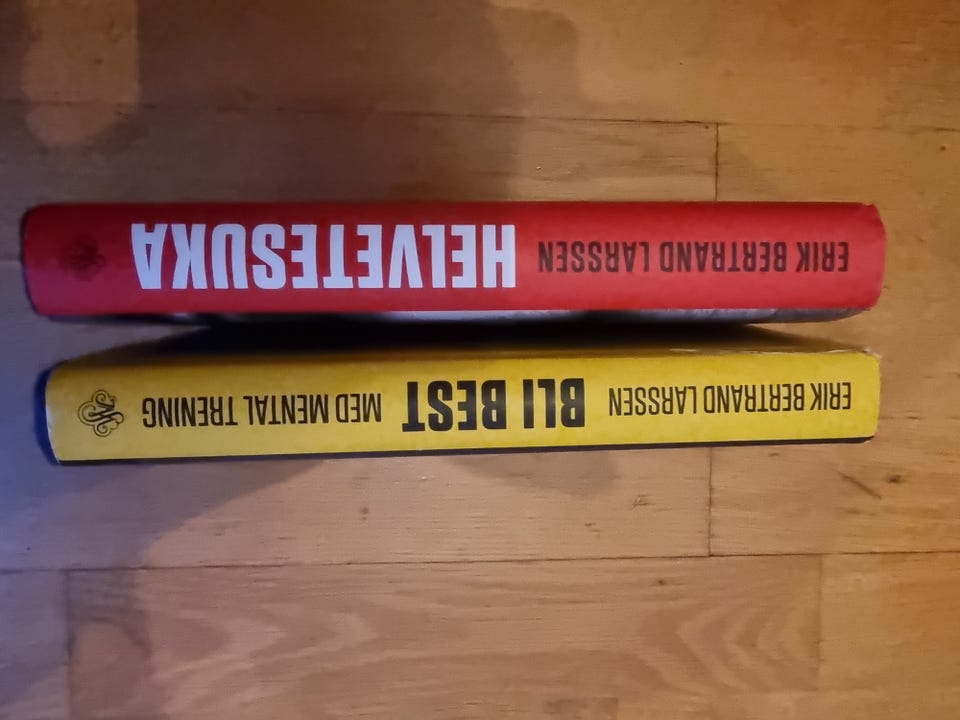 ERIK BERTRAND LARSSEN HELVETESUKA
ERIK BERTRAND LARSSEN BLI BEST MED MENTAL TRENING